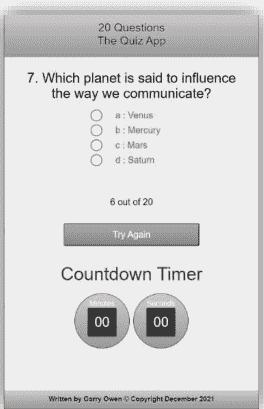 20 Questions
The Quiz App
7. Which planet is said to influence
the way we communicate?
a : Venus
b : Mercury
c : Mars
d : Saturn
6 out of 20
Try Again
Countdown Timer
Minutes Seconds
00 00
Written by Garry Owen © Copyright December 2021